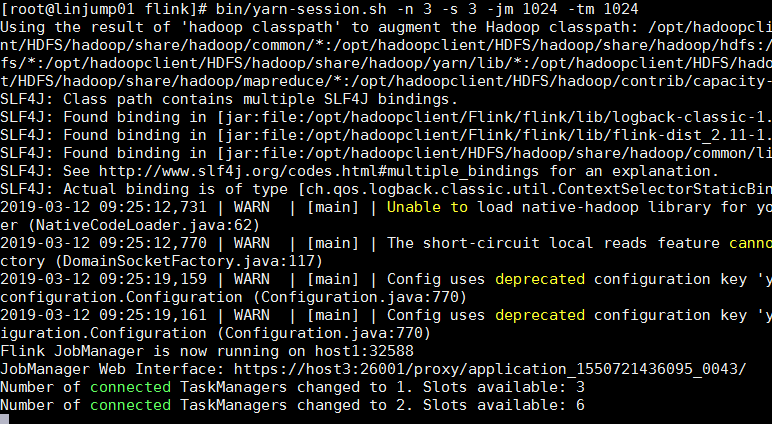 [root@linjump01 flink]# bin/yarn-session.sh -n 3 -s 3 -jm 1024 -tm 1024
Using the result of 'hadoop classpath' to augment the Hadoop classpath: /opt/hadoopcli
nt/HDFS/hadoop/share/hadoop/common/*:/opt/hadoopclient/HDFS/hadoop/share/hadoop/hdfs:/
fs/*:/opt/hadoopclient/HDFS/hadoop/share/hadoop/yarn/lib/*:/opt/hadoopclient/HDFS/hado
t/HDFS/hadoop/share/hadoop/mapreduce/*:/opt/hadoopclient/HDFS/hadoop/contrib/capacity-
SLF4J: Class path contains multiple SLF4J bindings.
SLF4J: Found binding in [jar:file:/opt/hadoopclient/Flink/flink/lib/logback-classic-1.
SLF4J: Found binding in [jar:file:/opt/hadoopclient/Flink/flink/lib/flink-dist_2.11-1.
SLF4J: Found binding in [jar:file:/opt/hadoopclient/HDFS/hadoop/share/hadoop/common/li
SLF4J: See http://www.slf4j.org/codes.html#multiple_bindings for an explanation.
SLF4J: Actual binding is of type [ch.qos.logback.classic.util.ContextSelectorStaticBin
2019-03-12 09:25:12,731 | WARN  | [main] | Unable to load native-hadoop library for yo
er (NativeCodeLoader.java:62)
2019-03-12 09:25:12,770 | WARN  | [main] | The short-circuit local reads feature canno
ctory (DomainSocketFactory.java:117)
2019-03-12 09:25:19,159 | WARN  | [main] | Config uses deprecated configuration key 'y
configuration.Configuration (Configuration.java:770)
2019-03-12 09:25:19,161 | WARN  | [main] | Config uses deprecated configuration key 'y
iguration.Configuration (Configuration.java:770)
Flink JobManager is now running on host1:32588
JobManager Web Interface: https://host3:26001/proxy/application_1550721436095_0043/
Number of connected TaskManagers changed to 1. Slots available: 3
Number of connected TaskManagers changed to 2. Slots available: 6